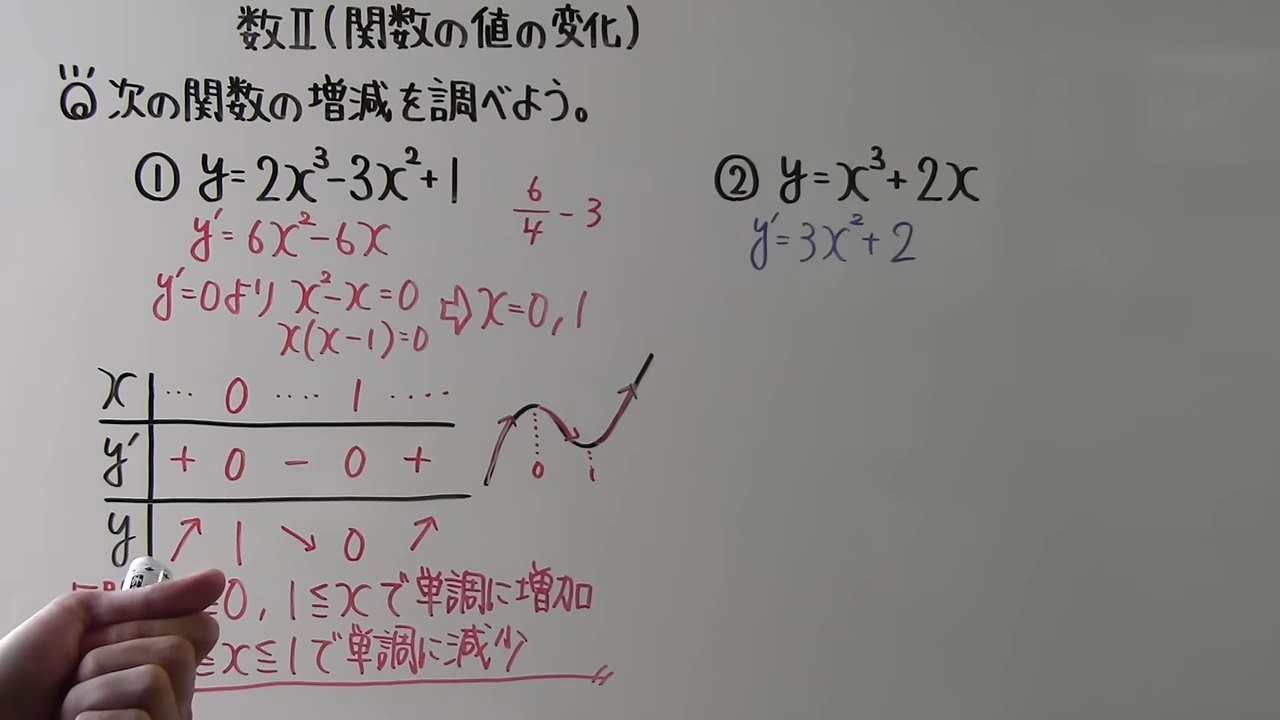 数Ⅱ(関数の値の変化)
Q 次の関数の増減を調べよう。
① y=2x³-3x²+1
6/4 - 3
y'=6x²-6x
y'=0より x²-x=0 ⇨ x=0,1
x(x-1)=0
x … 0 …. 1 ….
y' + 0 - 0 +
y ↗ 1 ↘ 0 ↗
0 1
≦0, 1≦xで単調に増加
≦x≦1で単調に減少
② y=x³+2x
y'=3x²+2